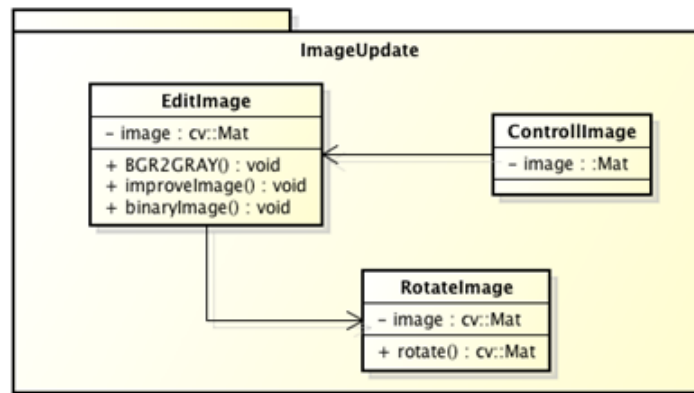 ImageUpdate
EditImage
- image : cv::Mat
+ BGR2GRAY() : void
+ improveImage() : void
+ binaryImage() : void
ControllImage
- image : :Mat
RotateImage
- image : cv::Mat
+ rotate() : cv::Mat